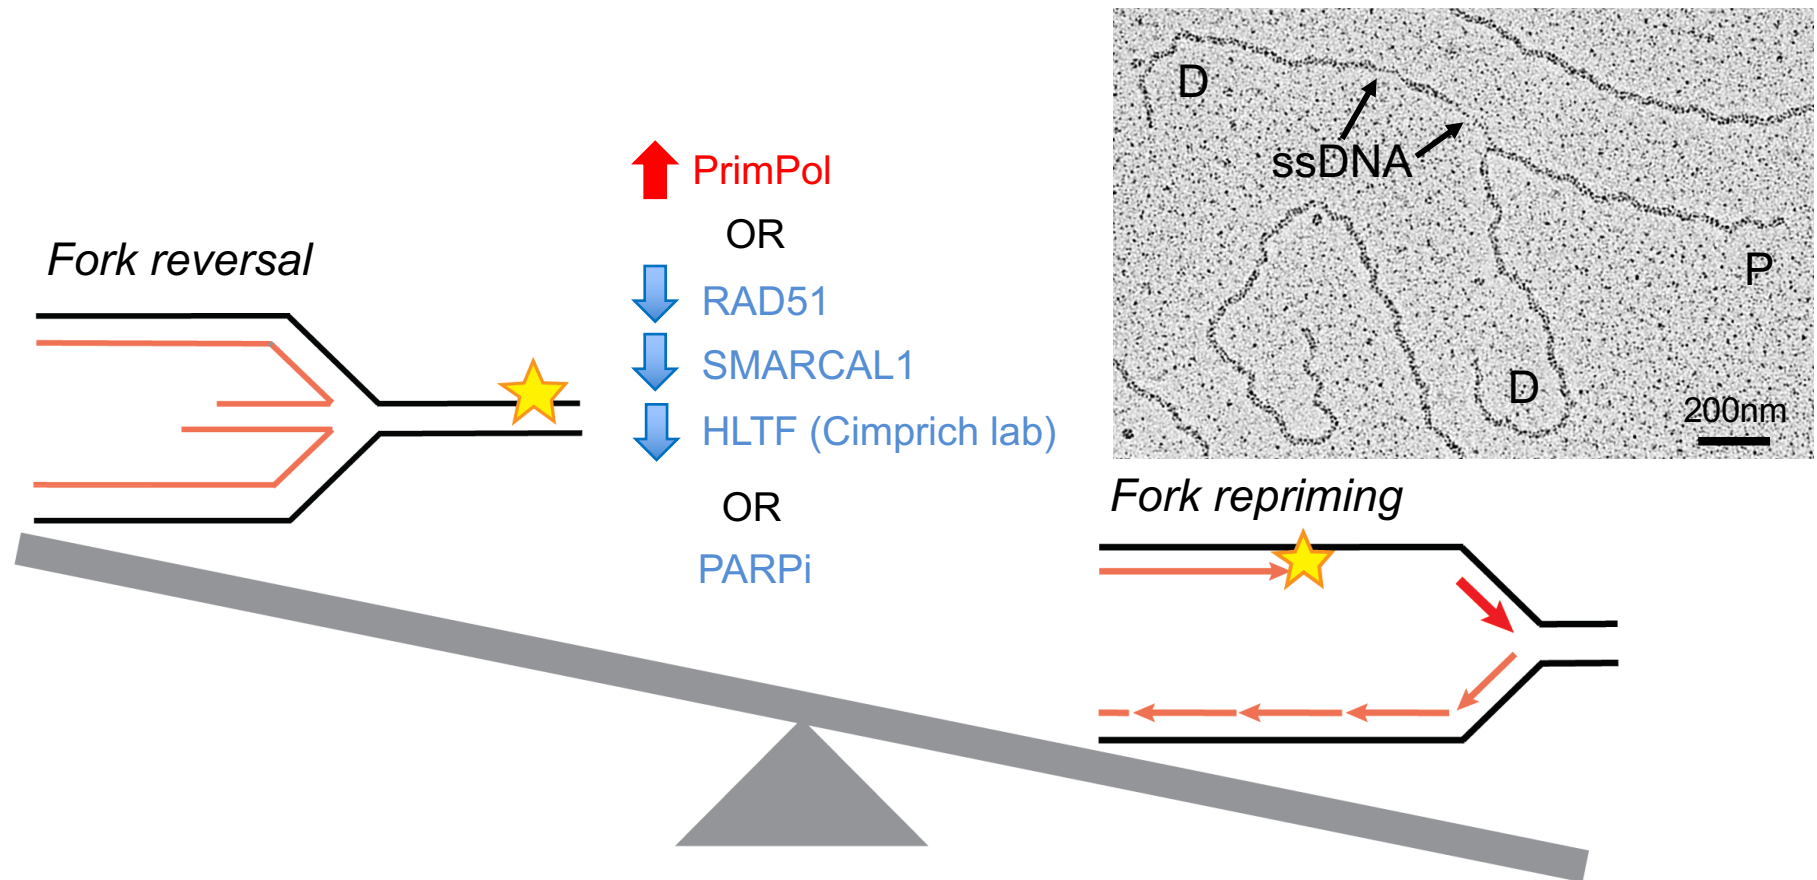 Fork reversal
PrimPol
OR
RAD51
SMARCAL1
HLTF (Cimprich lab)
OR
PARPi
D
ssDNA
P
D
200nm
Fork repriming